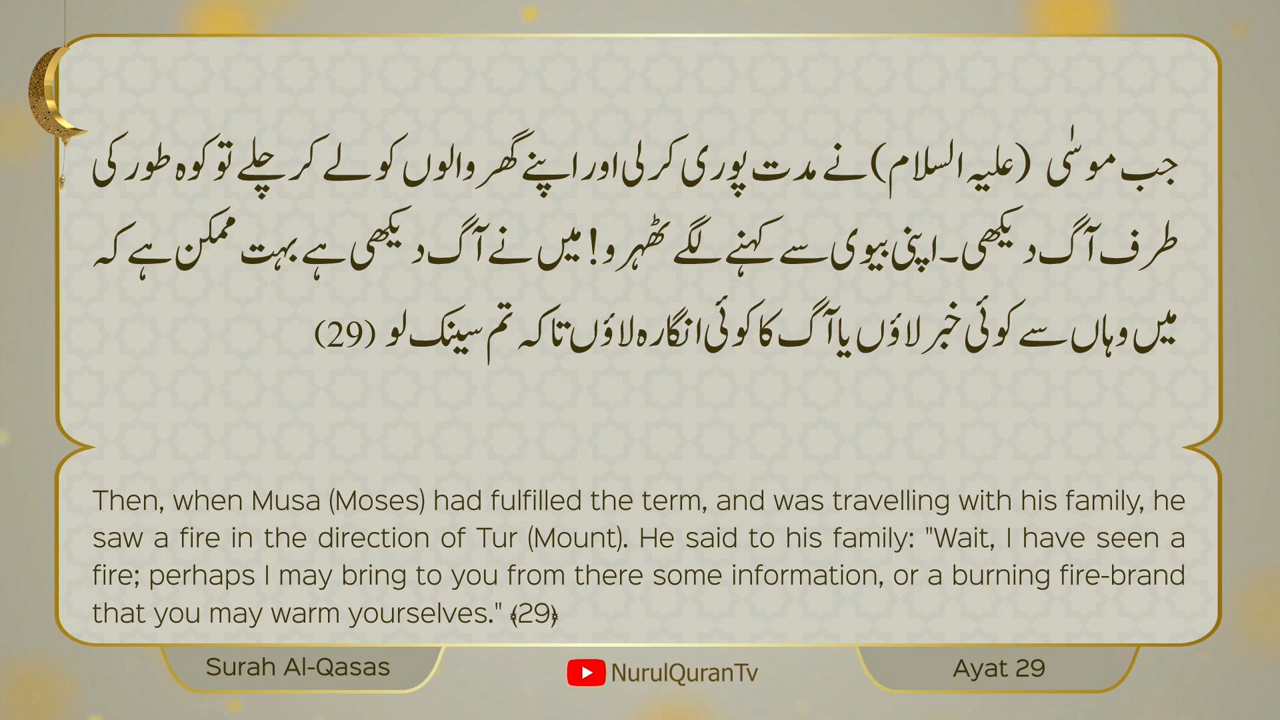 جب موسٰی (علیہ السلام) نے مدت پوری کرلی اور اپنے گھر والوں کو لے کر چلے تو کوہ طور کی
طرف آگ دیکھی۔ اپنی بیوی سے کہنے لگے ٹھہرو! میں نے آگ دیکھی ہے بہت ممکن ہے کہ
میں وہاں سے کوئی خبر لاؤں یا آگ کا کوئی انگارہ لاؤں تاکہ تم سینک لو (29)
Then, when Musa (Moses) had fulfilled the term, and was travelling with his family, he
saw a fire in the direction of Tur (Mount). He said to his family: "Wait, I have seen a
fire; perhaps I may bring to you from there some information, or a burning fire-brand
that you may warm yourselves." ﴾29﴿
Surah Al-Qasas
NurulQuranTv
Ayat 29